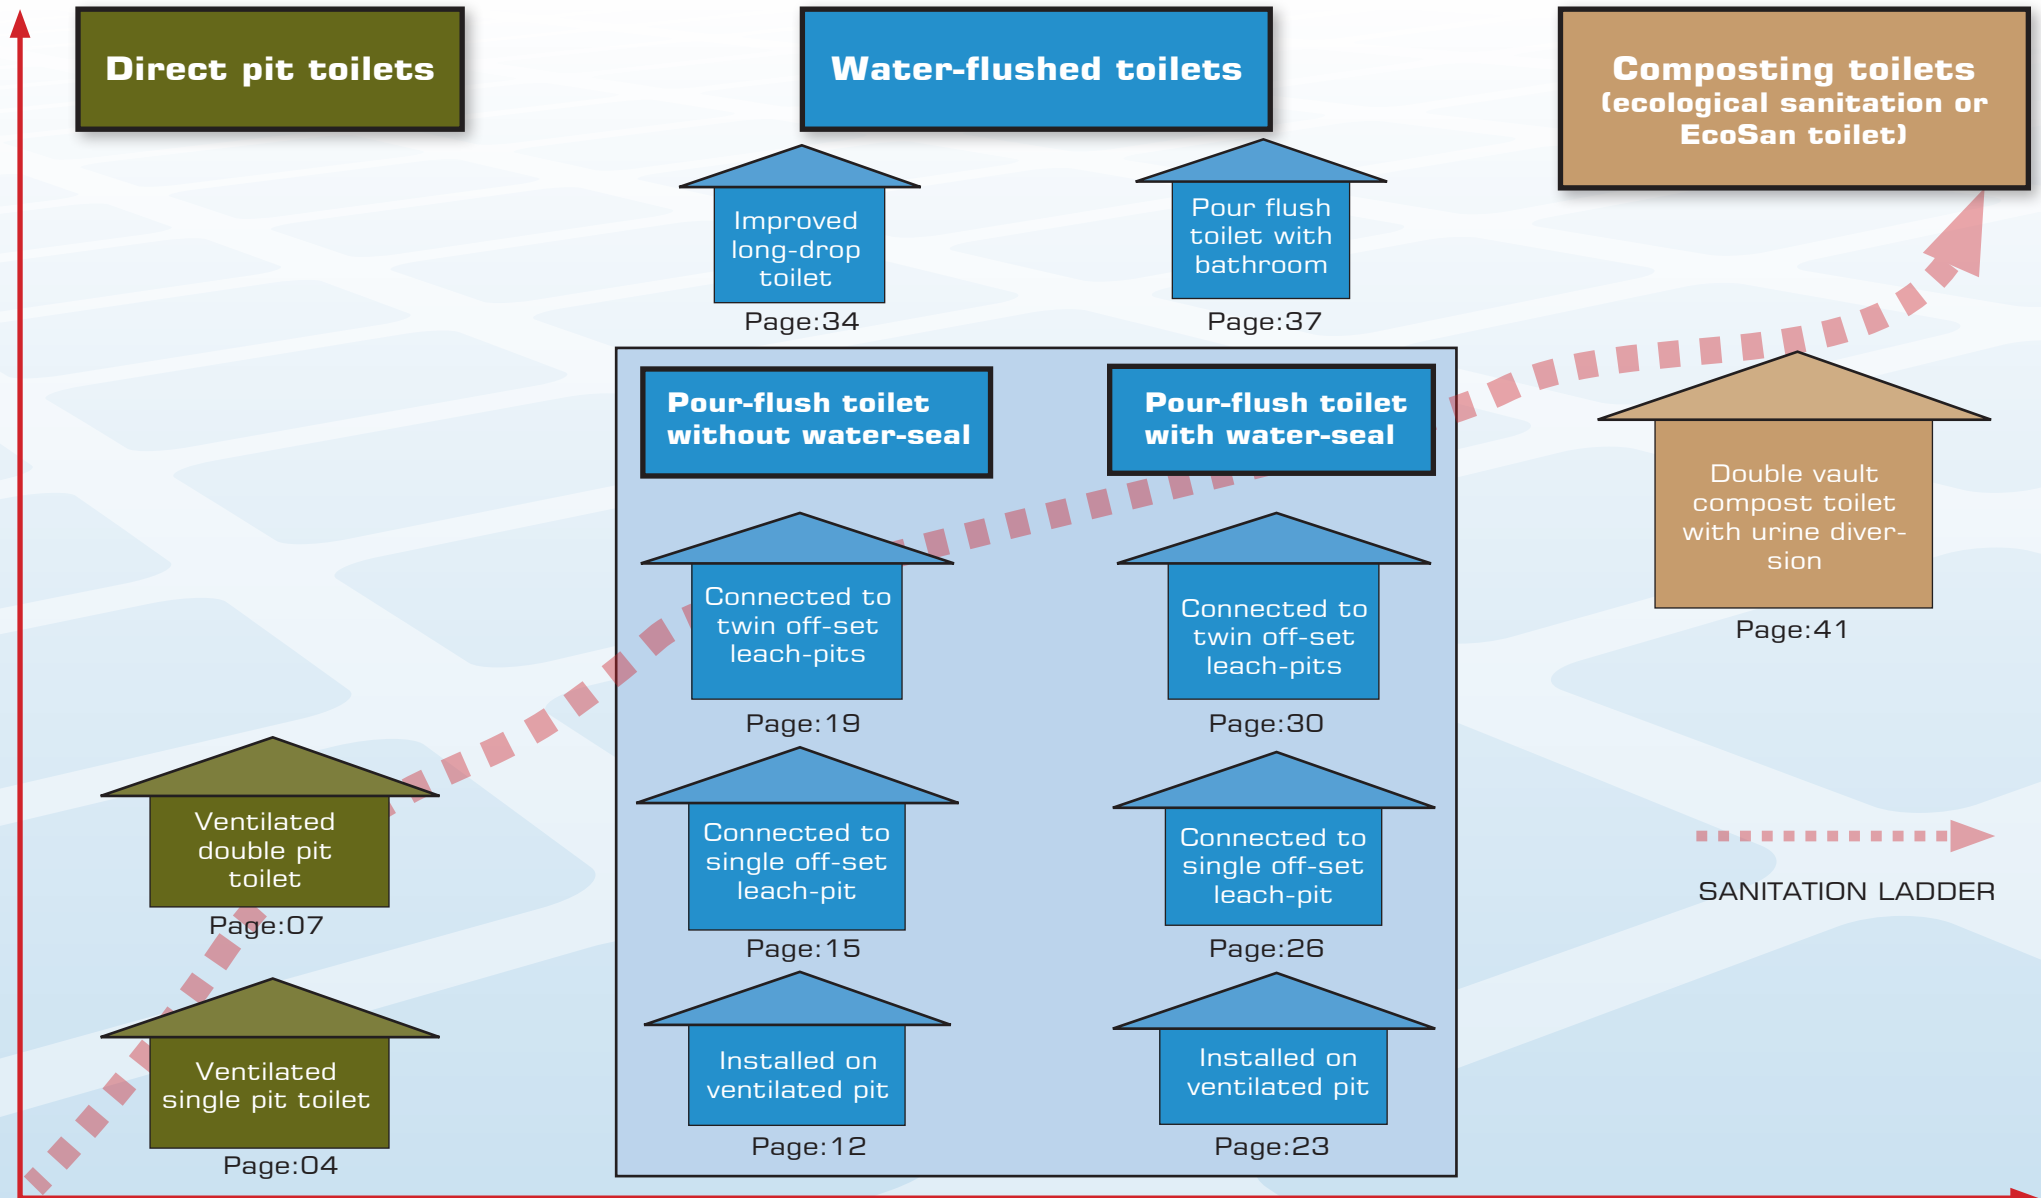 Direct pit toilets
Water-flushed toilets
Composting toilets
(ecological sanitation or
EcoSan toilet)
Improved
long-drop
toilet
Page:34
Pour flush
toilet with
bathroom
Page:37
Pour-flush toilet
without water-seal
Pour-flush toilet
with water-seal
Connected to
twin off-set
leach-pits
Page:19
Connected to
twin off-set
leach-pits
Page:30
Double vault
compost toilet
with urine diver-
sion
Page:41
Ventilated
double pit
toilet
Page:07
Connected to
single off-set
leach-pit
Page:15
Connected to
single off-set
leach-pit
Page:26
SANITATION LADDER
Ventilated
single pit toilet
Page:04
Installed on
ventilated pit
Page:12
Installed on
ventilated pit
Page:23